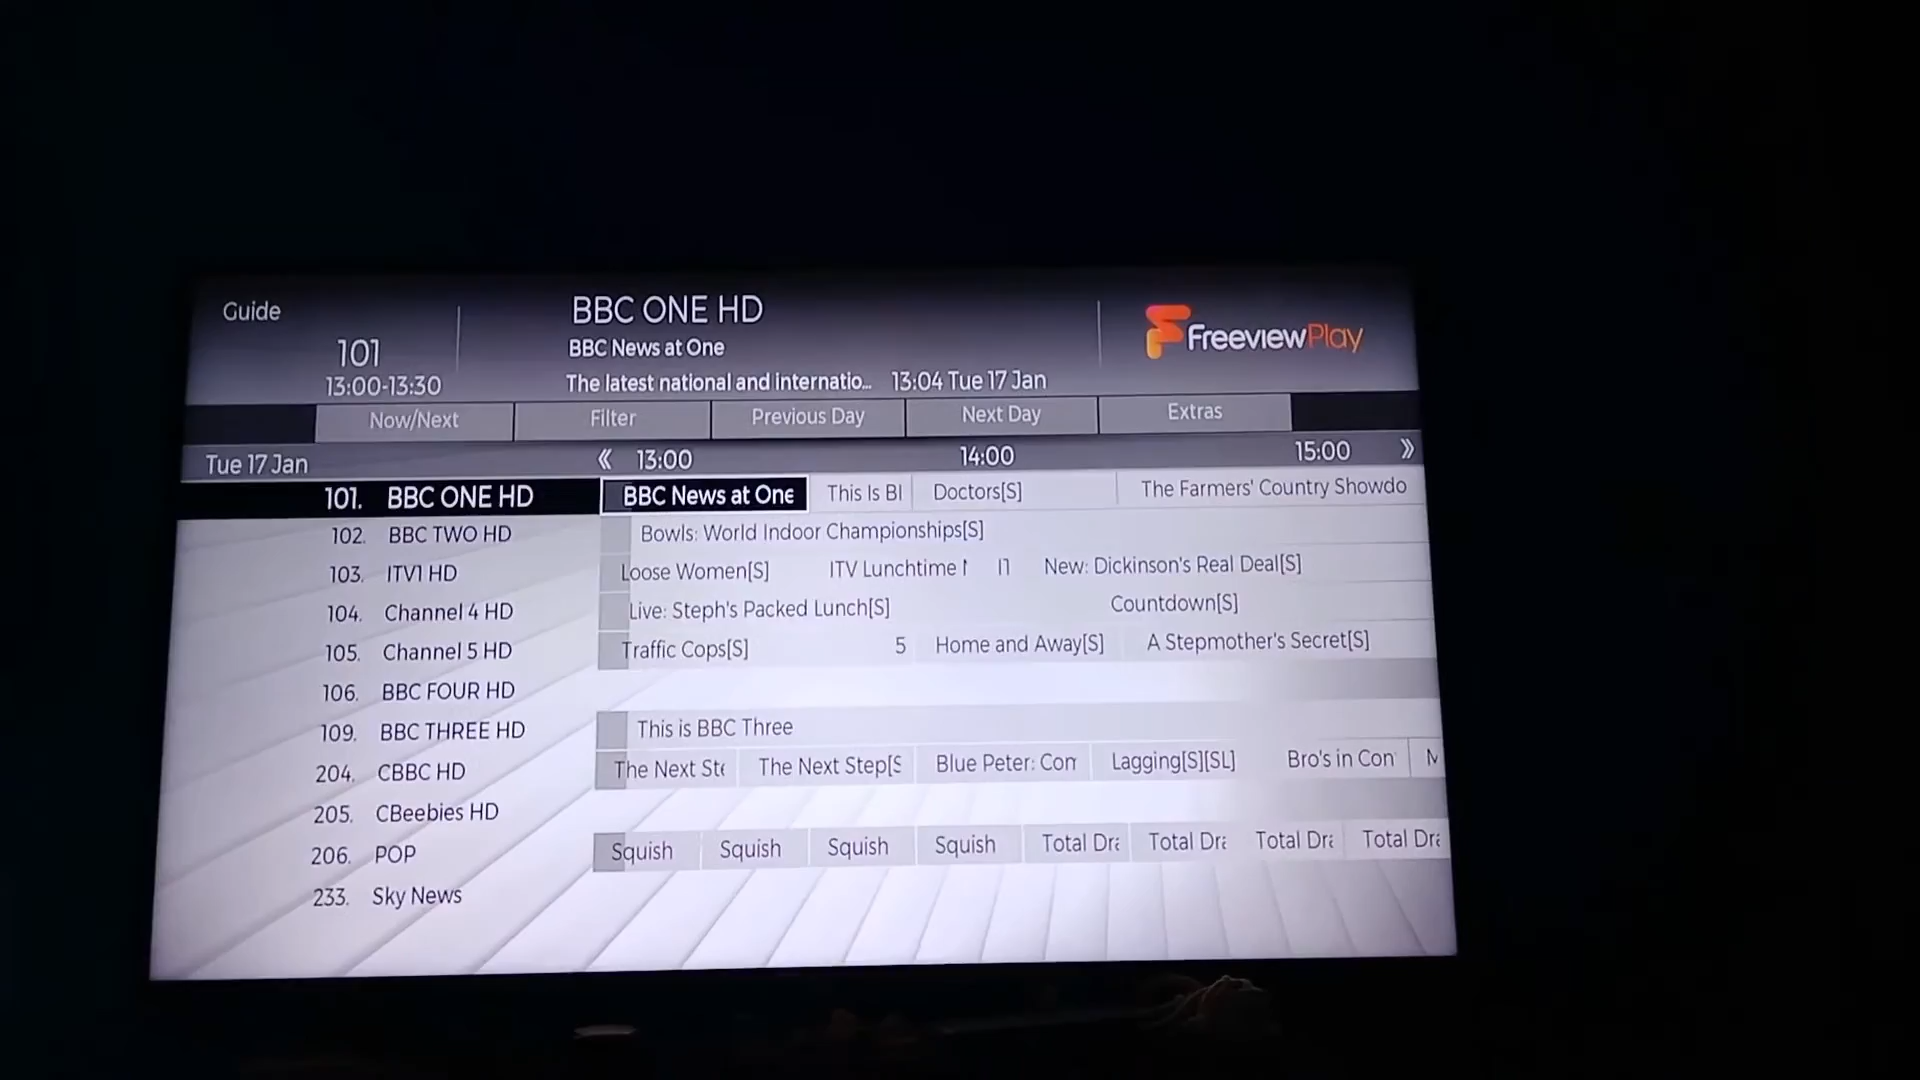 Guide
BBC ONE HD
Freeview Play
101
BBC News at One
13:00-13:30
The latest national and internatio... 13:04 Tue 17 Jan
Now/Next Filter Previous Day Next Day Extras
Tue 17 Jan « 13:00 14:00 15:00 »
101. BBC ONE HD BBC News at One This Is Doctors[S] The Farmers' Country Showdo
102. BBC TWO HD Bowls: World Indoor Championships[S]
103. ITV1 HD Loose Women[S] ITV Lunchtime New: Dickinson's Real Deal[S]
104. Channel 4 HD Live: Steph's Packed Lunch[S] Countdown[S]
105. Channel 5 HD Traffic Cops[S] 5 Home and Away[S] A Stepmother's Secret[S]
106. BBC FOUR HD
109. BBC THREE HD This is BBC Three
204. CBBC HD The Next Ste The Next Step[S Blue Peter: Com Lagging[S][SL] Bro's in Con M
205. CBeebies HD
206. POP Squish Squish Squish Squish Total Dra Total Dra Total Dra Total Dra
233. Sky News